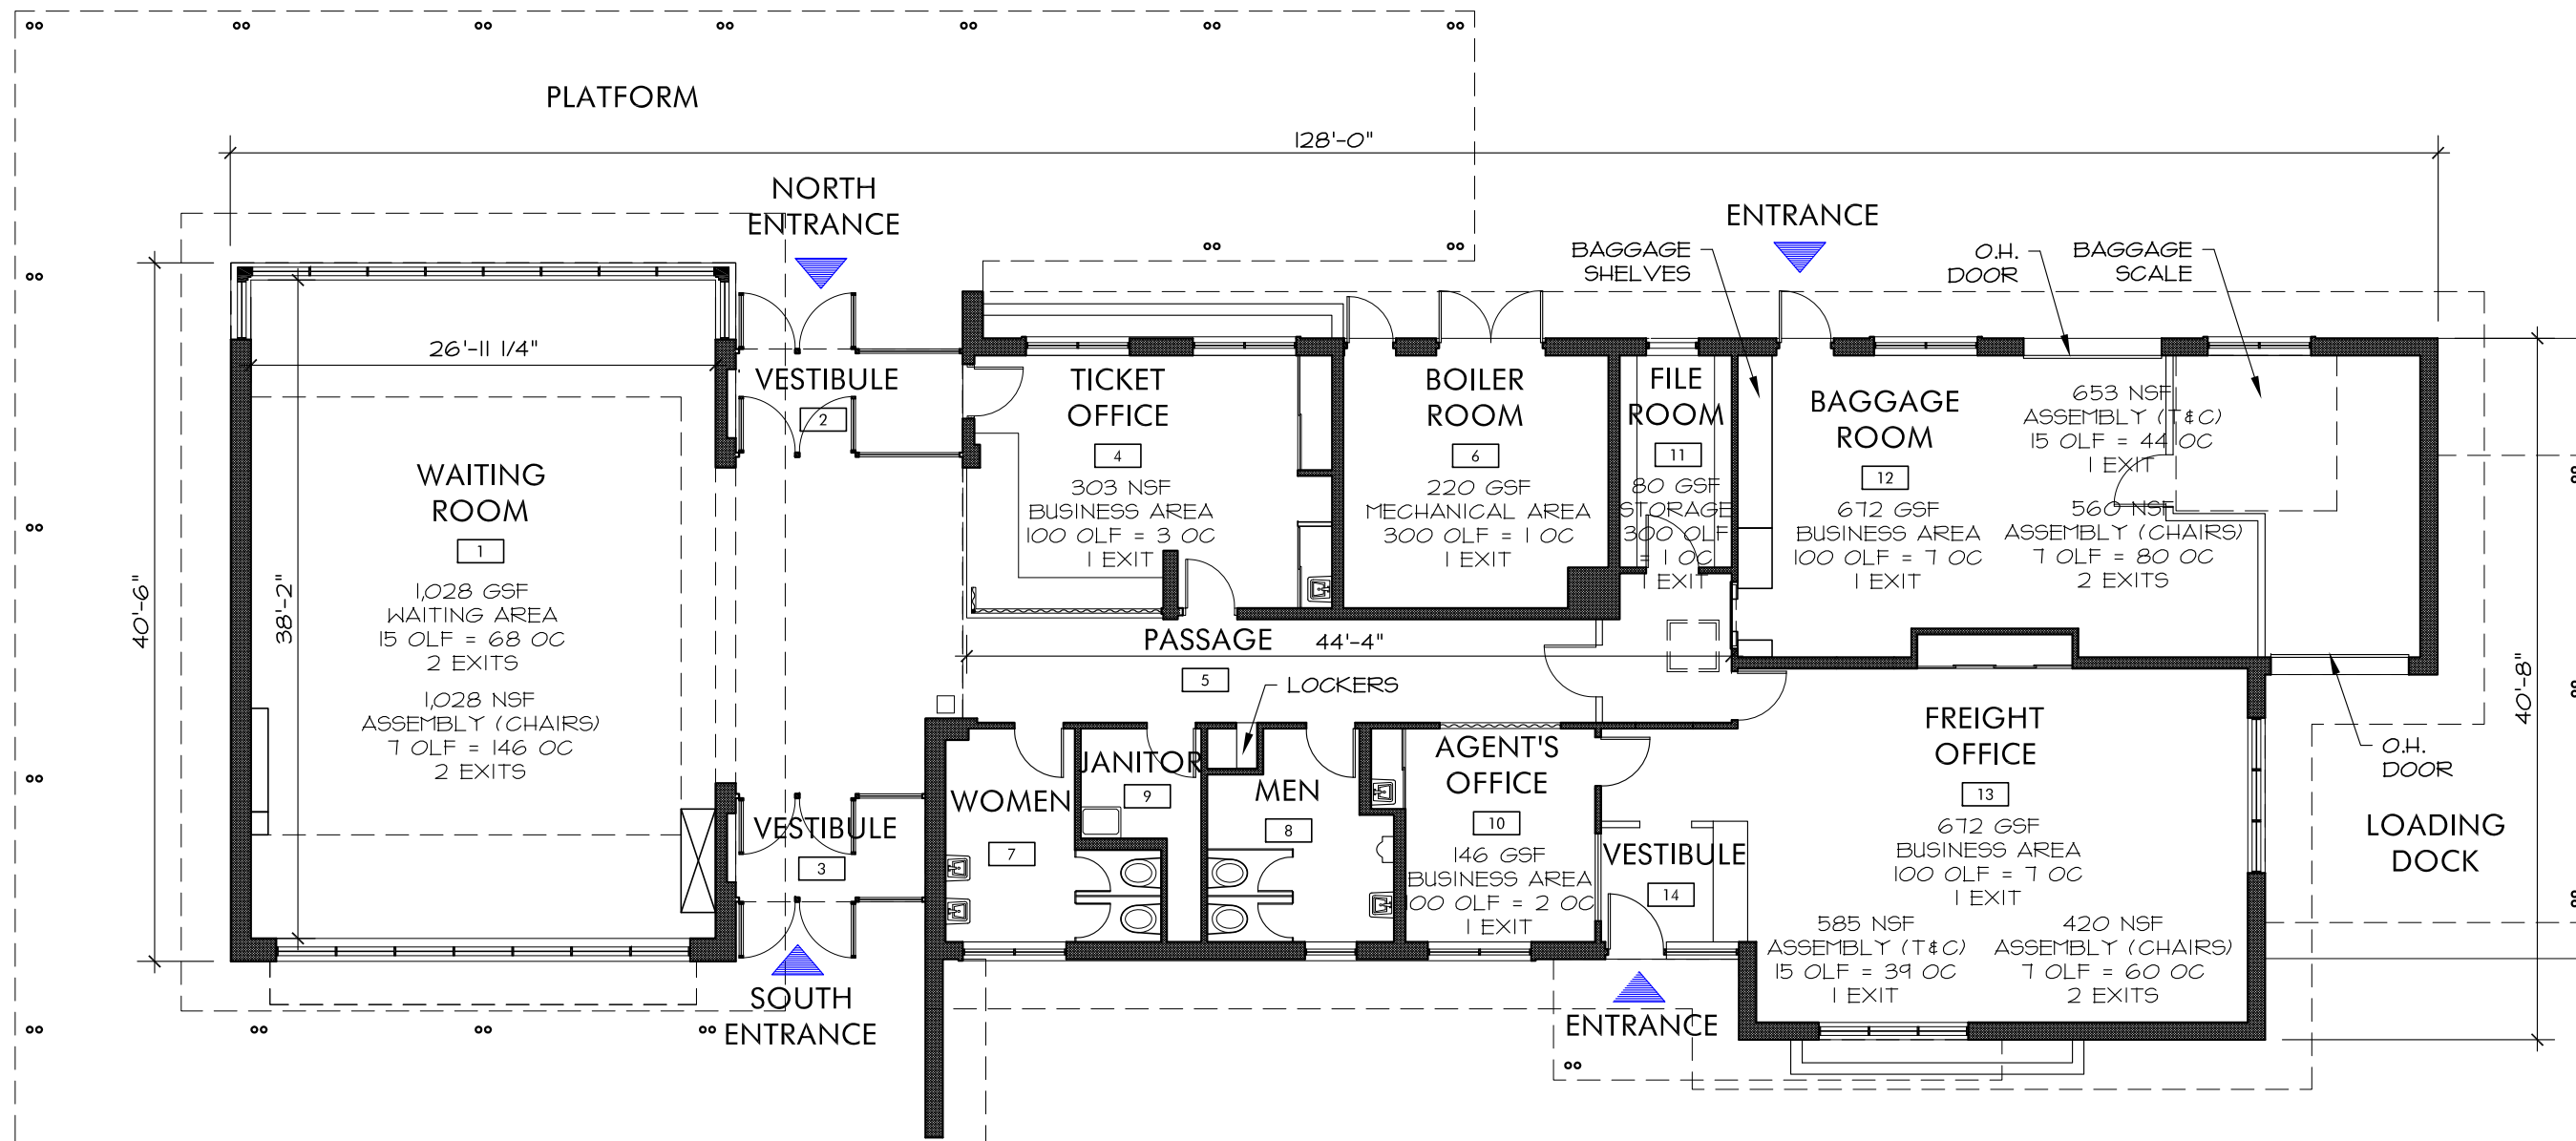 PLATFORM
128'-0"
NORTH
ENTRANCE
ENTRANCE
BAGGAGE
SHELVES
O.H.
DOOR
BAGGAGE
SCALE
26'-11 1/4"
40'-6"
38'-2"
WAITING
ROOM
1
1,028 GSF
WAITING AREA
15 OLF = 68 OC
2 EXITS
1,028 NSF
ASSEMBLY (CHAIRS)
7 OLF = 146 OC
2 EXITS
VESTIBULE
2
VESTIBULE
3
SOUTH
ENTRANCE
TICKET
OFFICE
4
303 NSF
BUSINESS AREA
100 OLF = 3 OC
1 EXIT
BOILER
ROOM
6
220 GSF
MECHANICAL AREA
300 OLF = 1 OC
1 EXIT
FILE
ROOM
11
80 GSF
STORAGE
300 OLF
= 1 OC
1 EXIT
BAGGAGE
ROOM
12
672 GSF
BUSINESS AREA
100 OLF = 7 OC
1 EXIT
653 NSF
ASSEMBLY (T&C)
15 OLF = 44 OC
1 EXIT
560 NSF
ASSEMBLY (CHAIRS)
7 OLF = 80 OC
2 EXITS
PASSAGE
44'-4"
5
LOCKERS
WOMEN
7
JANITOR
9
MEN
8
AGENT'S
OFFICE
10
146 GSF
BUSINESS AREA
00 OLF = 2 OC
1 EXIT
VESTIBULE
14
ENTRANCE
FREIGHT
OFFICE
13
672 GSF
BUSINESS AREA
100 OLF = 7 OC
1 EXIT
585 NSF
ASSEMBLY (T&C)
15 OLF = 39 OC
1 EXIT
420 NSF
ASSEMBLY (CHAIRS)
7 OLF = 60 OC
2 EXITS
O.H.
DOOR
LOADING
DOCK
40'-8"